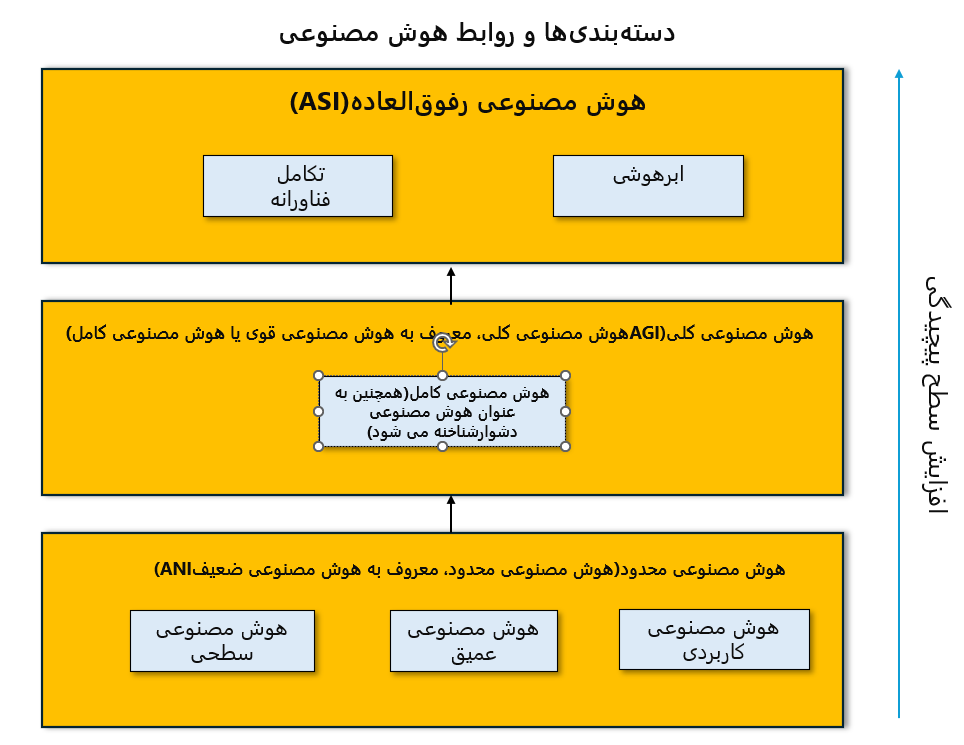 دسته‌بندی‌ها و روابط هوش مصنوعی
هوش مصنوعی رفوق‌العاده(ASI)
ابرهوشی
تکامل
فناورانه
هوش مصنوعی کلی(AGIهوش مصنوعی کلی، معروف به هوش مصنوعی قوی یا هوش مصنوعی کامل)
هوش مصنوعی کامل(همچنین به
عنوان هوش مصنوعی
دشوارشناخنه می شود)
هوش مصنوعی محدود(هوش مصنوعی محدود، معروف به هوش مصنوعی ضعیفANI)
هوش مصنوعی
کاربردی
هوش مصنوعی
عمیق
هوش مصنوعی
سطحی
افزایش سطح پیچیدگی